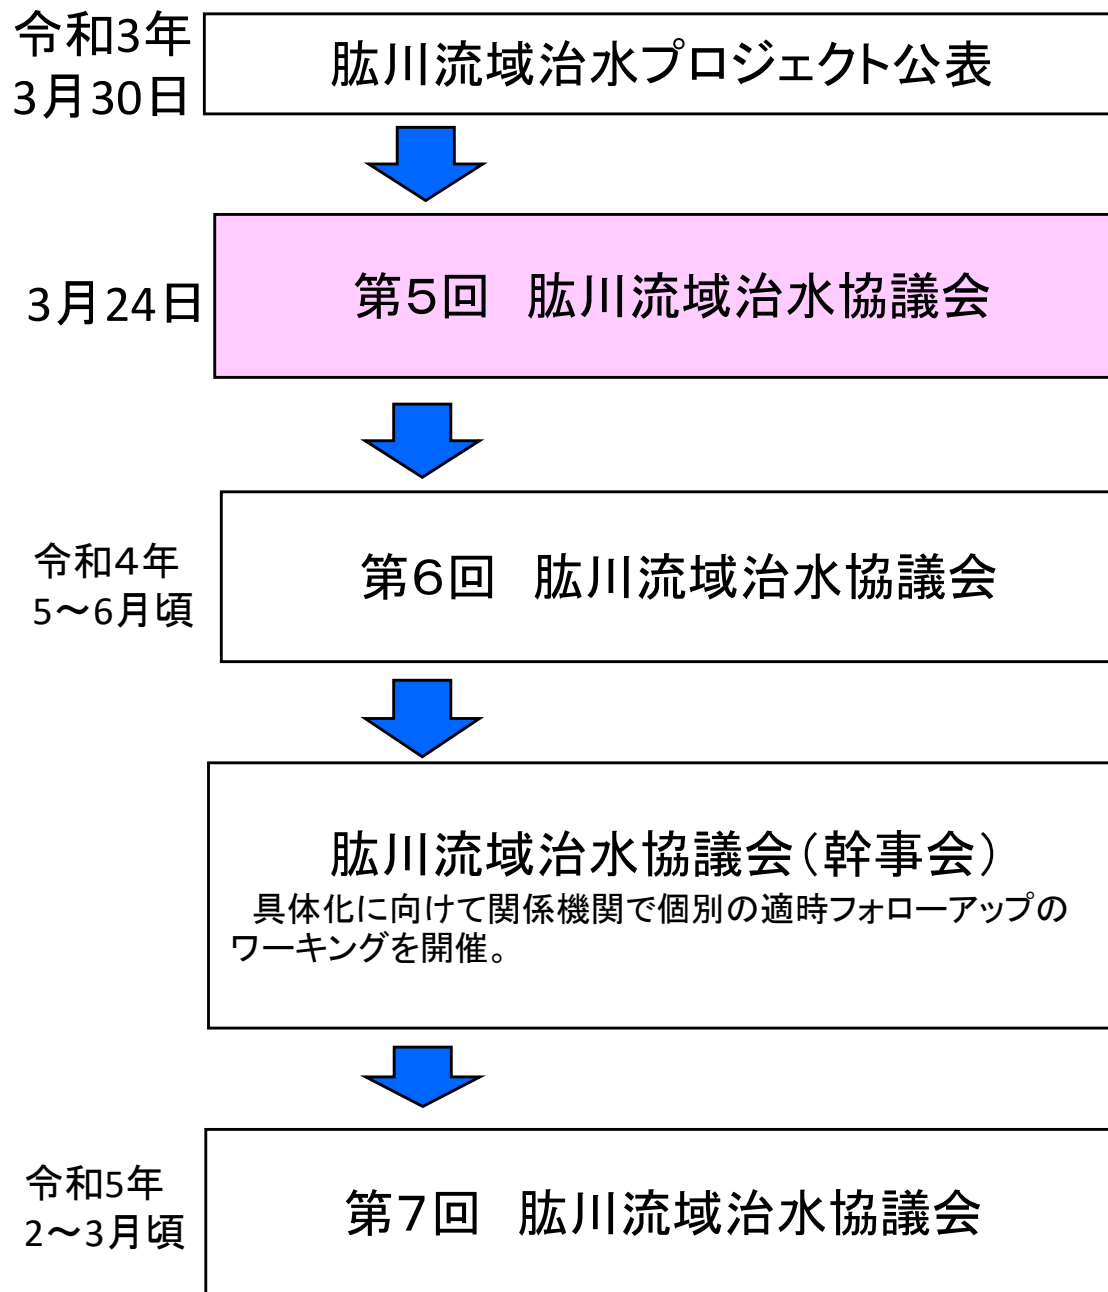 令和3年
3月30日
肱川流域治水プロジェクト公表
3月24日
第5回　肱川流域治水協議会
令和4年
5～6月頃
第6回　肱川流域治水協議会
肱川流域治水協議会（幹事会）
具体化に向けて関係機関で個別の適時フォローアップの
ワーキングを開催。
令和5年
2～3月頃
第7回　肱川流域治水協議会